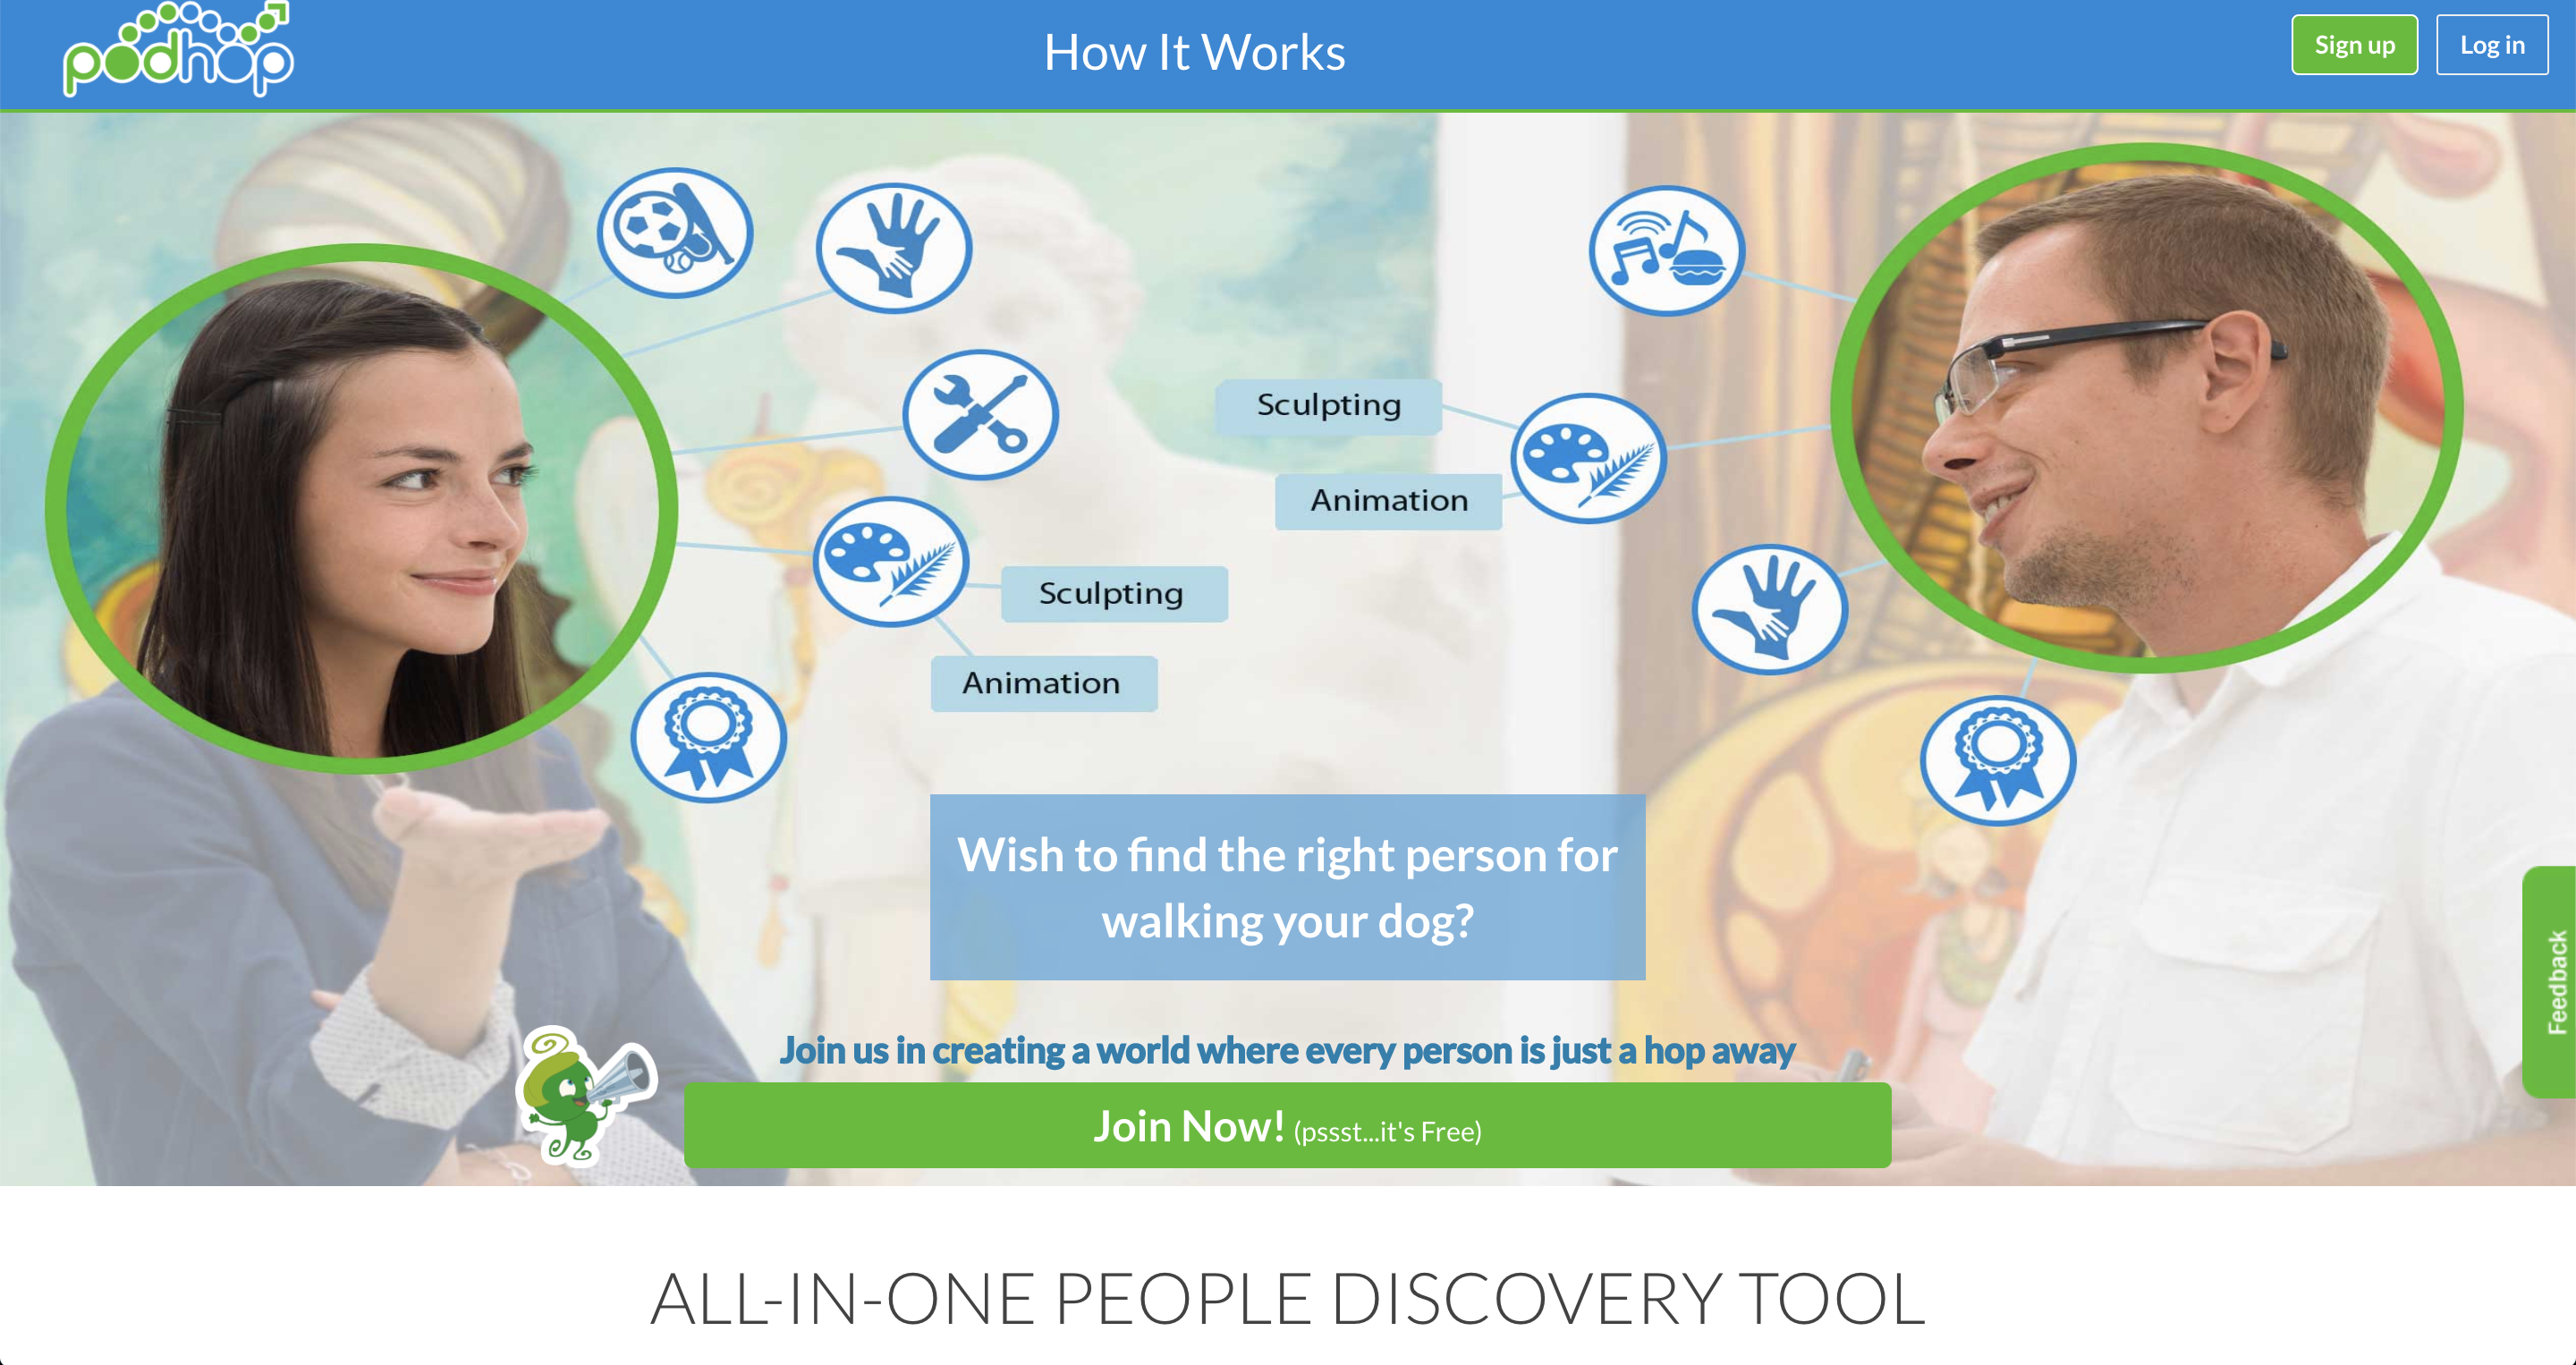 podhop
How It Works
Sign up
Log in
Sculpting
Animation
Sculpting
Animation
Wish to find the right person for
walking your dog?
Feedback
Join us in creating a world where every person is just a hop away
Join Now! (pssst...it's Free)
ALL-IN-ONE PEOPLE DISCOVERY TOOL